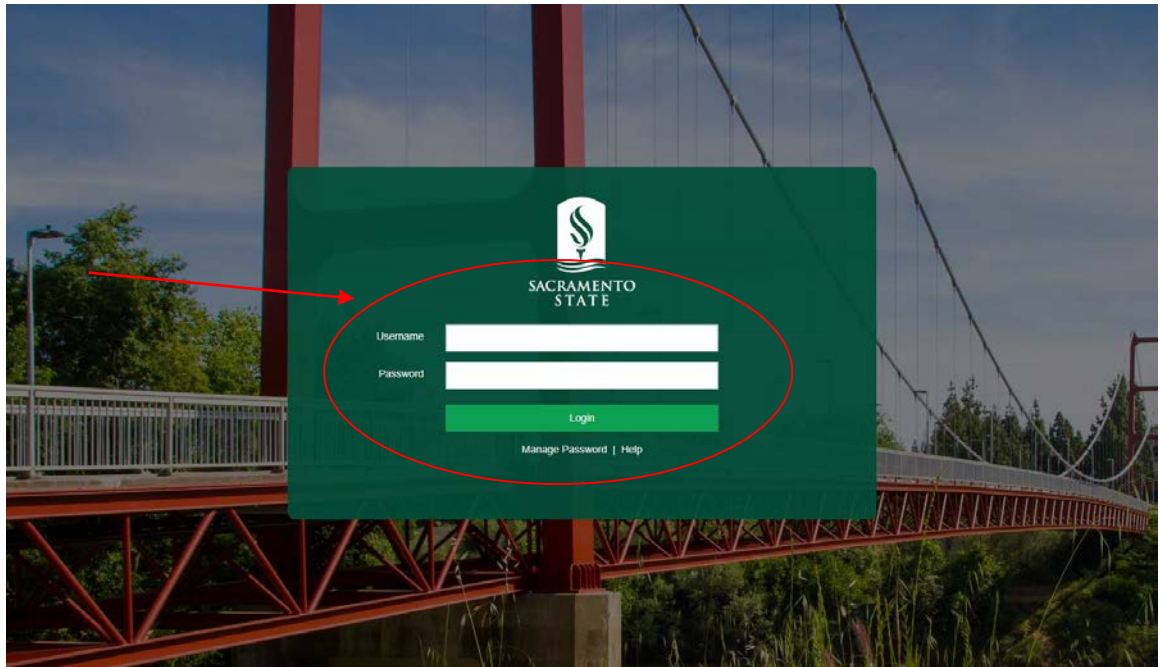 SACRAMENTO
STATE
Username
Password
Login
Manage Password | Help